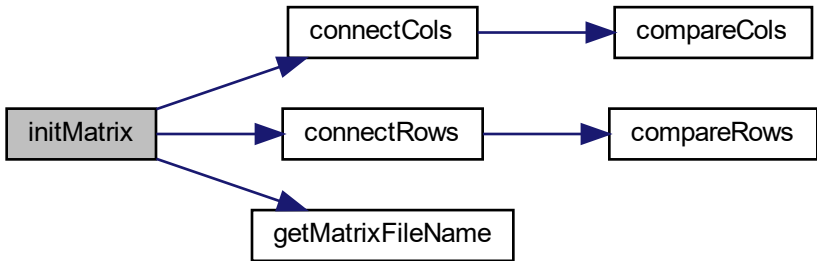 connectCols
compareCols
initMatrix
connectRows
compareRows
getMatrixFileName